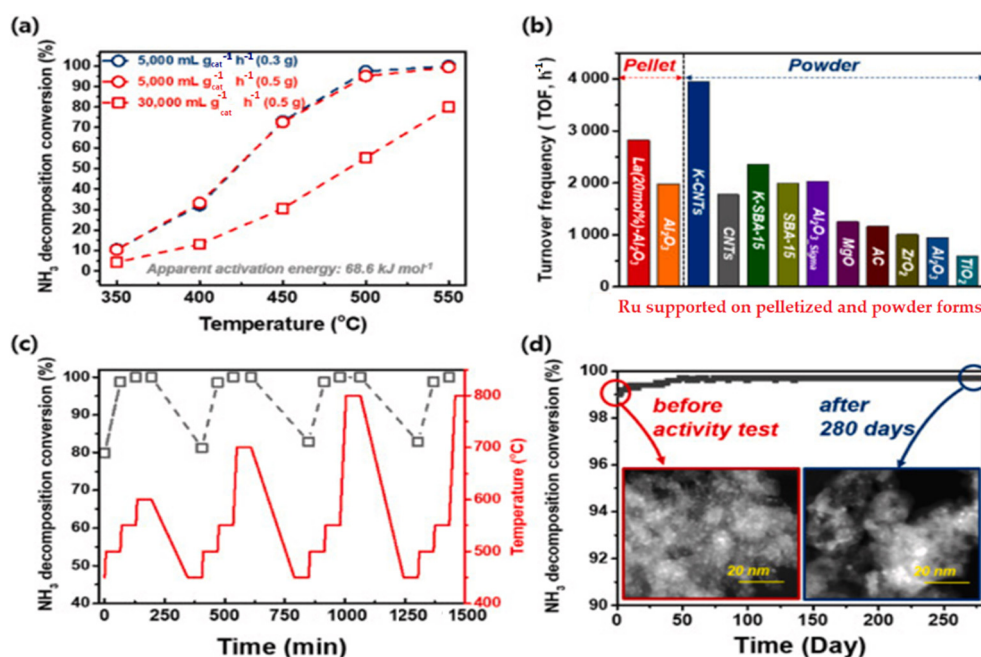 (a)
5,000 mL gcat⁻¹ h⁻¹ (0.3 g)
5,000 mL gcat⁻¹ h⁻¹ (0.5 g)
30,000 mL gcat⁻¹ h⁻¹ (0.5 g)
NH₃ decomposition conversion (%)
100
90
80
70
60
50
40
30
20
10
0
Apparent activation energy: 68.6 kJ mol⁻¹
350 400 450 500 550
Temperature (°C)
(b)
Pellet Powder
Turnover frequency (TOF, h⁻¹)
4 000
3 000
2 000
1 000
0
La(20mol%)-Al₂O₃
Al₂O₃
K-CNTs
CNTs
K-SBA-15
SBA-15
Al₂O₃_Sigma
MgO
AC
ZrO₂
Al₂O₃
TiO₂
Ru supported on pelletized and powder forms
(c)
NH₃ decomposition conversion (%)
100
90
80
70
60
50
40
800
700
600
500
400
Temperature (°C)
0 250 500 750 1000 1250 1500
Time (min)
(d)
NH₃ decomposition conversion (%)
100
98
96
94
92
90
before
activity test
after
280 days
20 nm
20 nm
0 50 100 150 200 250
Time (Day)